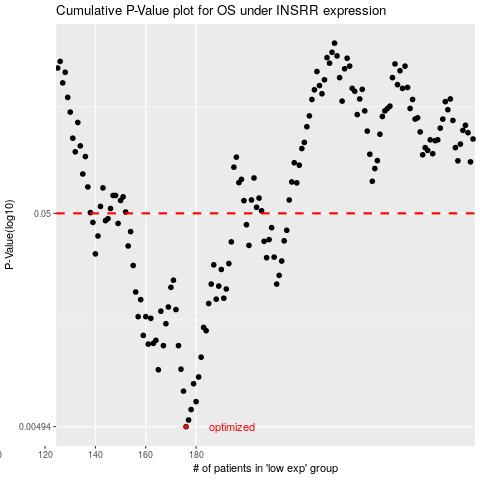 Cumulative P-Value plot for OS under INSRR expression
P-Value(log10)
0.05
0.00494
optimized
0 120 140 160 180
# of patients in 'low exp' group